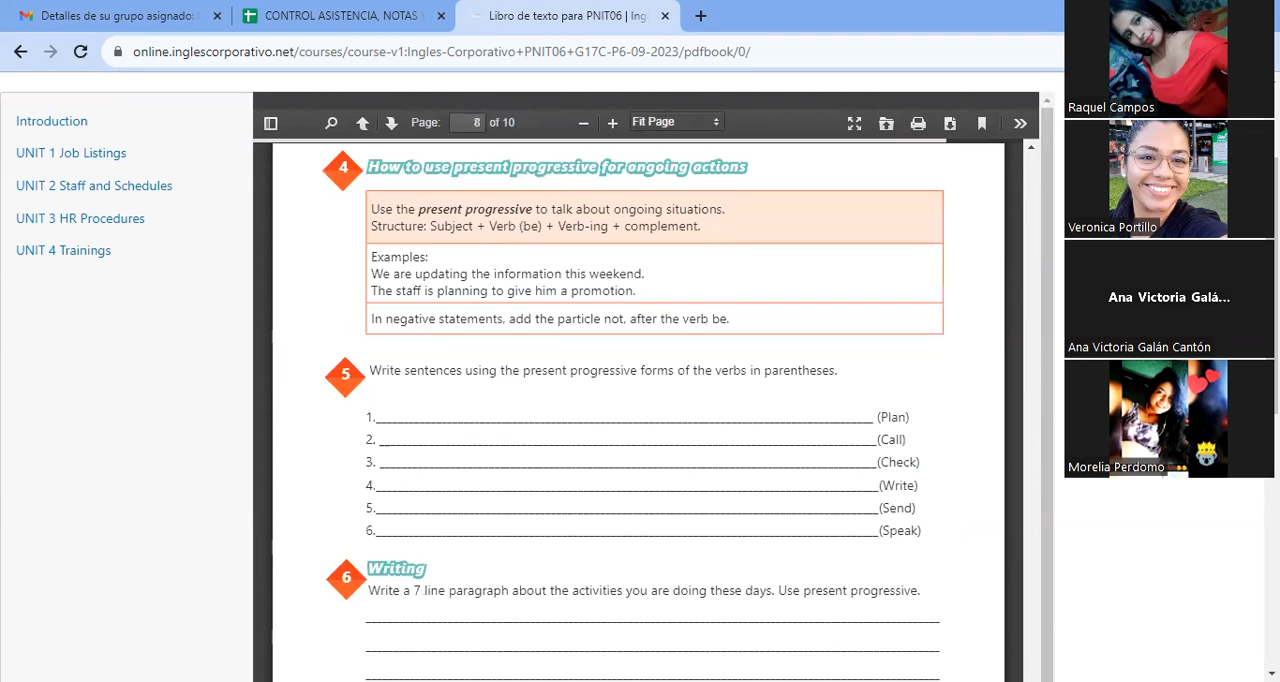 Detalles de su grupo asignado:
CONTROL ASISTENCIA, NOTAS
Libro de texto para PNIT06 | Ing
online.inglescorporativo.net/courses/course-v1:Ingles-Corporativo+PNIT06+G17C-P6-09-2023/pdfbook/0/
Introduction
UNIT 1 Job Listings
UNIT 2 Staff and Schedules
UNIT 3 HR Procedures
UNIT 4 Trainings
Page: 8 of 10
Fit Page
4 How to use present progressive for ongoing actions
Use the present progressive to talk about ongoing situations.
Structure: Subject + Verb (be) + Verb-ing + complement.
Examples:
We are updating the information this weekend.
The staff is planning to give him a promotion.
In negative statements, add the particle not, after the verb be.
5 Write sentences using the present progressive forms of the verbs in parentheses.
1. (Plan)
2. (Call)
3. (Check)
4. (Write)
5. (Send)
6. (Speak)
6 Writing
Write a 7 line paragraph about the activities you are doing these days. Use present progressive.
Raquel Campos
Veronica Portillo
Ana Victoria Galá...
Ana Victoria Galán Cantón
Morelia Perdomo